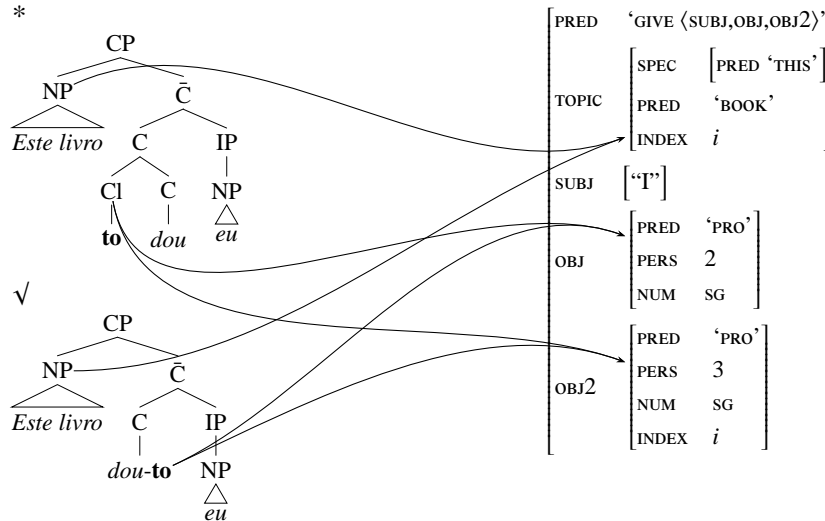 *
CP
NP C̄
Este livro
C IP
Cl C NP
to dou eu
√
CP
NP C̄
Este livro
C IP
dou-to NP
eu
PRED ‘GIVE ⟨SUBJ,OBJ,OBJ2⟩’
TOPIC
SPEC [PRED ‘THIS’]
PRED ‘BOOK’
INDEX i
SUBJ [“I”]
OBJ
PRED ‘PRO’
PERS 2
NUM SG
OBJ2
PRED ‘PRO’
PERS 3
NUM SG
INDEX i